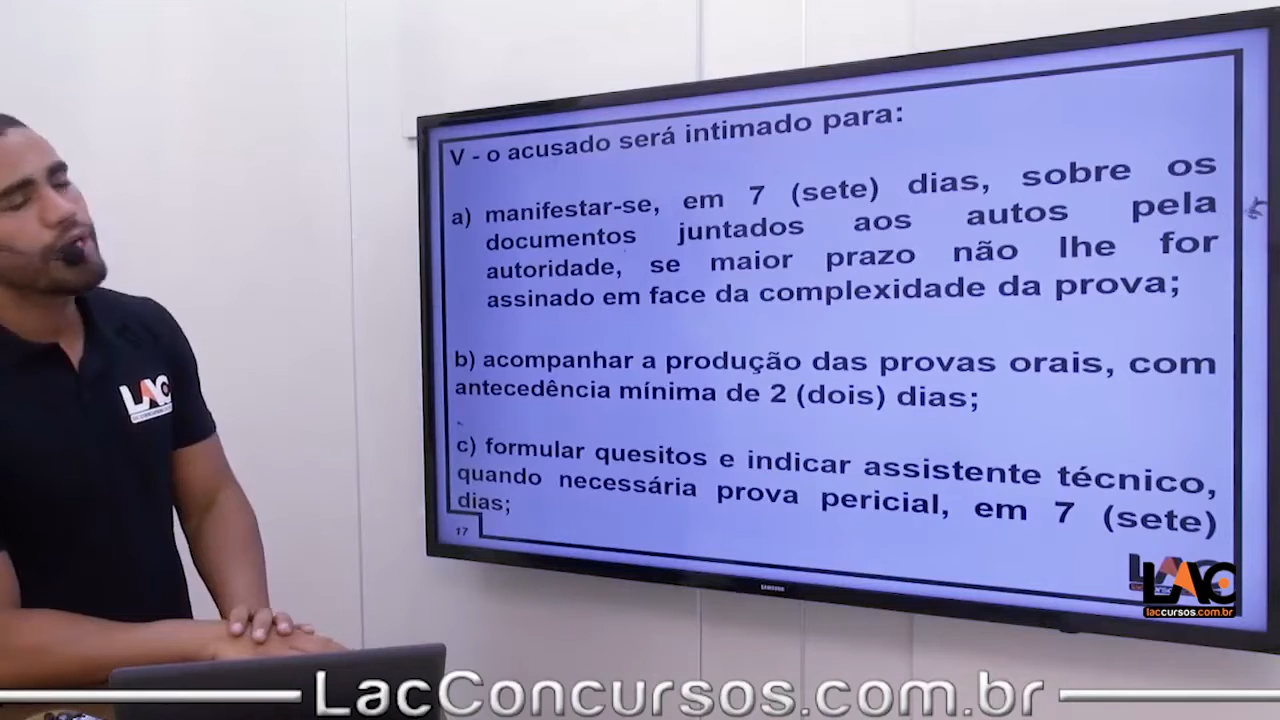 V - o acusado será intimado para:
a) manifestar-se, em 7 (sete) dias, sobre os
documentos juntados aos autos pela
autoridade, se maior prazo não lhe for
assinado em face da complexidade da prova;
b) acompanhar a produção das provas orais, com
antecedência mínima de 2 (dois) dias;
c) formular quesitos e indicar assistente técnico,
quando necessária prova pericial, em 7 (sete)
dias;
17
LAC
LAC
laccursos.com.br
SAMSUNG
LacConcursos.com.br